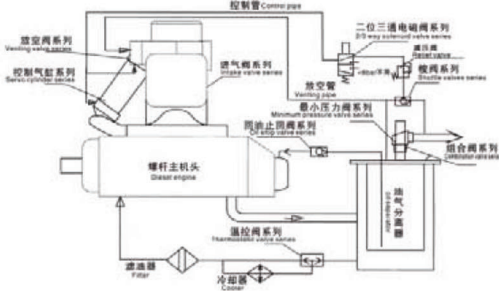 控制管 Control pipe
放空阀系列
Venting valve series
二位三通电磁阀系列
2/3 way solenoid valve series
减压阀
Relief valve
控制气缸系列
Servo cylinder series
进气阀系列
Intake valve series
放空管
Venting pipe
梭阀系列
Shuttle valves series
最小压力阀系列
Minimum pressure valve series
回油止回阀系列
Oil stop valve series
组合阀系列
Combination valve series
螺杆主机头
Diesel engine
油气分离器
Oil separator
温控阀系列
Thermostatic valve series
滤油器
Filter
冷却器
Cooler